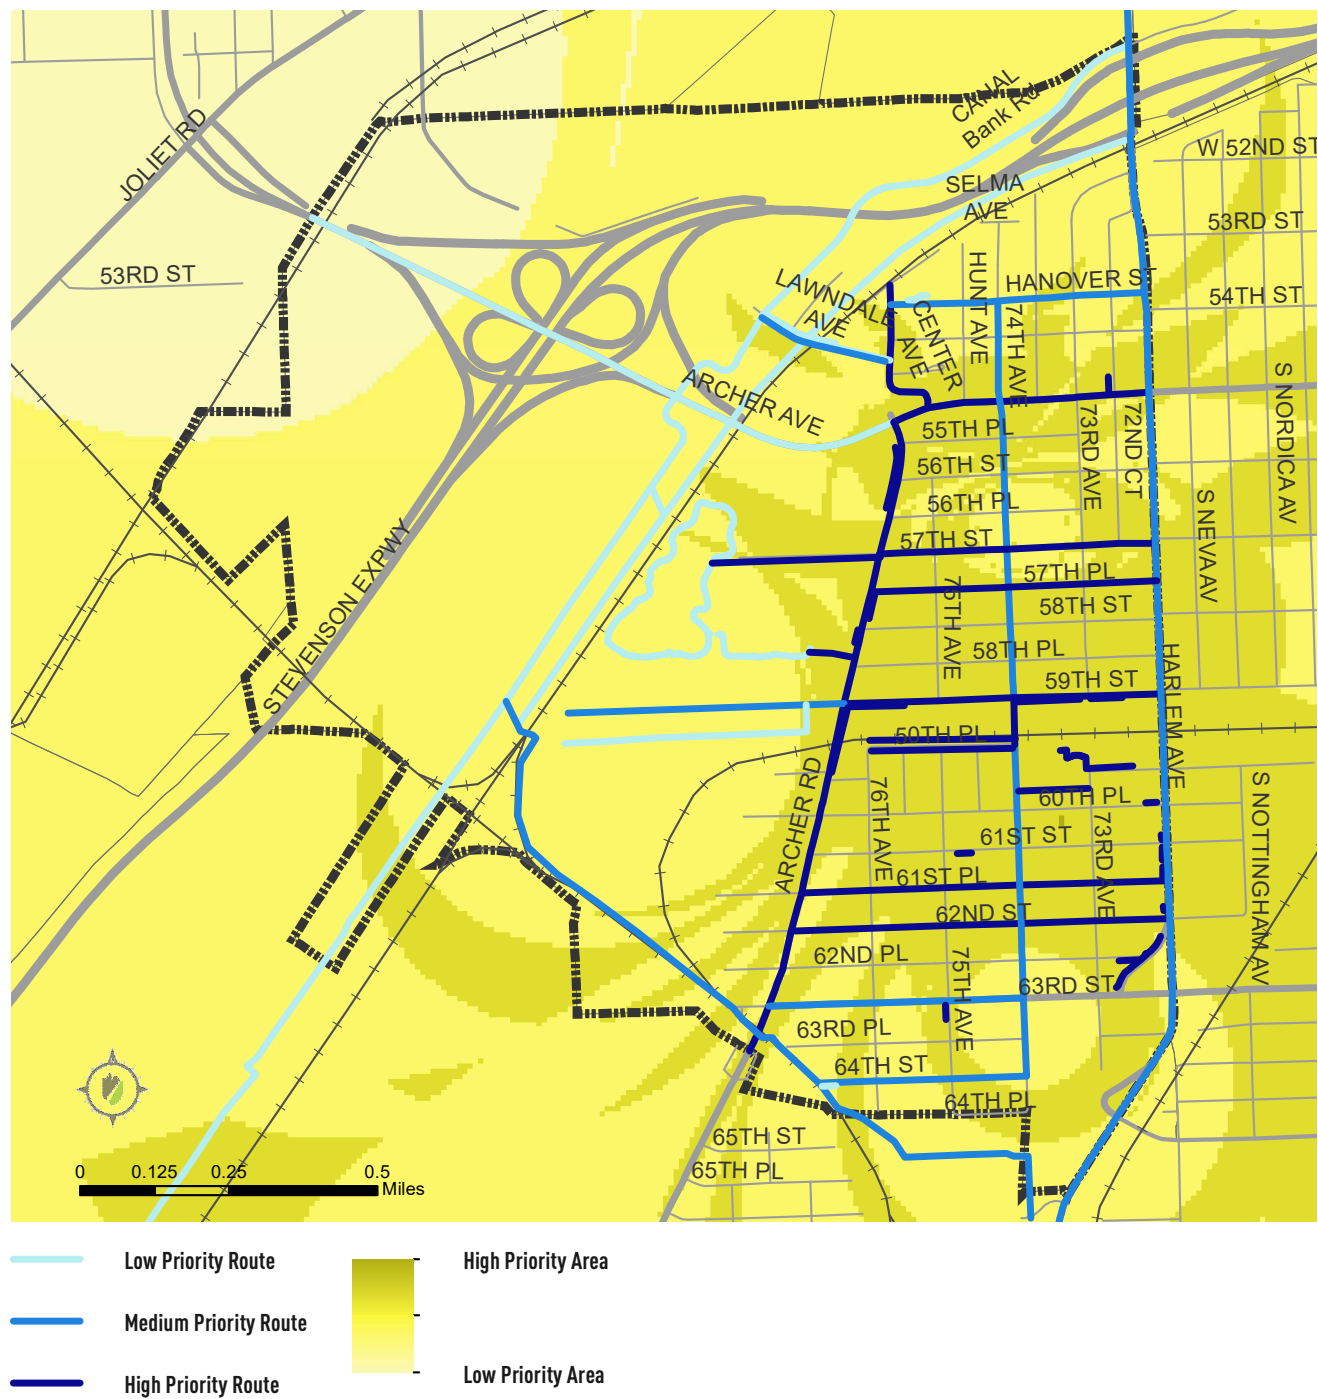 JOLIET RD
53RD ST
CANAL
Bank Rd
W 52ND ST
SELMA
AVE
53RD ST
HANOVER ST
54TH ST
LAWNDALE
AVE
CENTER
AVE
HUNT AVE
74TH AVE
ARCHER AVE
73RD AVE
72ND CT
S NORDICA AV
55TH PL
56TH ST
56TH PL
S NEVA AV
57TH ST
57TH PL
75TH AVE
58TH ST
58TH PL
59TH ST
HARLEM AVE
STEVENSON EXPWY
50TH PL
ARCHER RD
76TH AVE
60TH PL
61ST ST
73RD AVE
61ST PL
62ND ST
S NOTTINGHAM AV
62ND PL
75TH AVE
63RD ST
63RD PL
64TH ST
64TH PL
65TH ST
65TH PL
0 0.125 0.25 0.5
Miles
Low Priority Route
Medium Priority Route
High Priority Route
High Priority Area
Low Priority Area